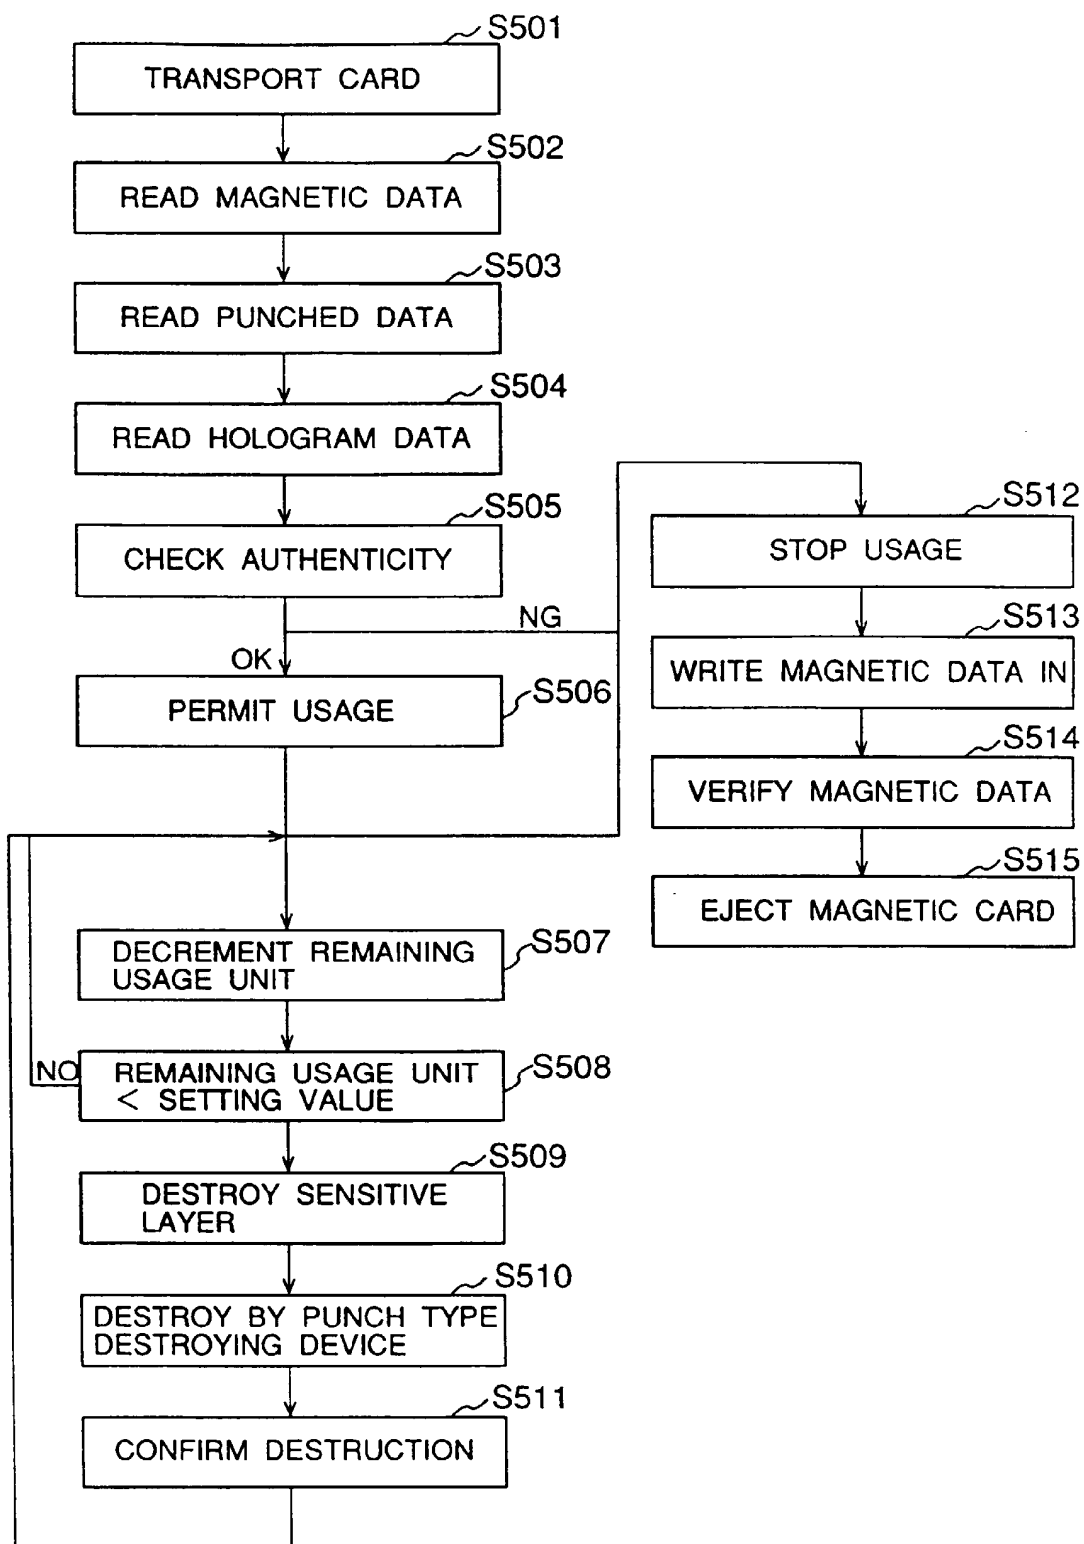 S501
TRANSPORT CARD
S502
READ MAGNETIC DATA
S503
READ PUNCHED DATA
S504
READ HOLOGRAM DATA
S505
CHECK AUTHENTICITY
NG
OK
S506
PERMIT USAGE
S507
DECREMENT REMAINING
USAGE UNIT
NO
S508
REMAINING USAGE UNIT
< SETTING VALUE
S509
DESTROY SENSITIVE
LAYER
S510
DESTROY BY PUNCH TYPE
DESTROYING DEVICE
S511
CONFIRM DESTRUCTION
S512
STOP USAGE
S513
WRITE MAGNETIC DATA IN
S514
VERIFY MAGNETIC DATA
S515
EJECT MAGNETIC CARD